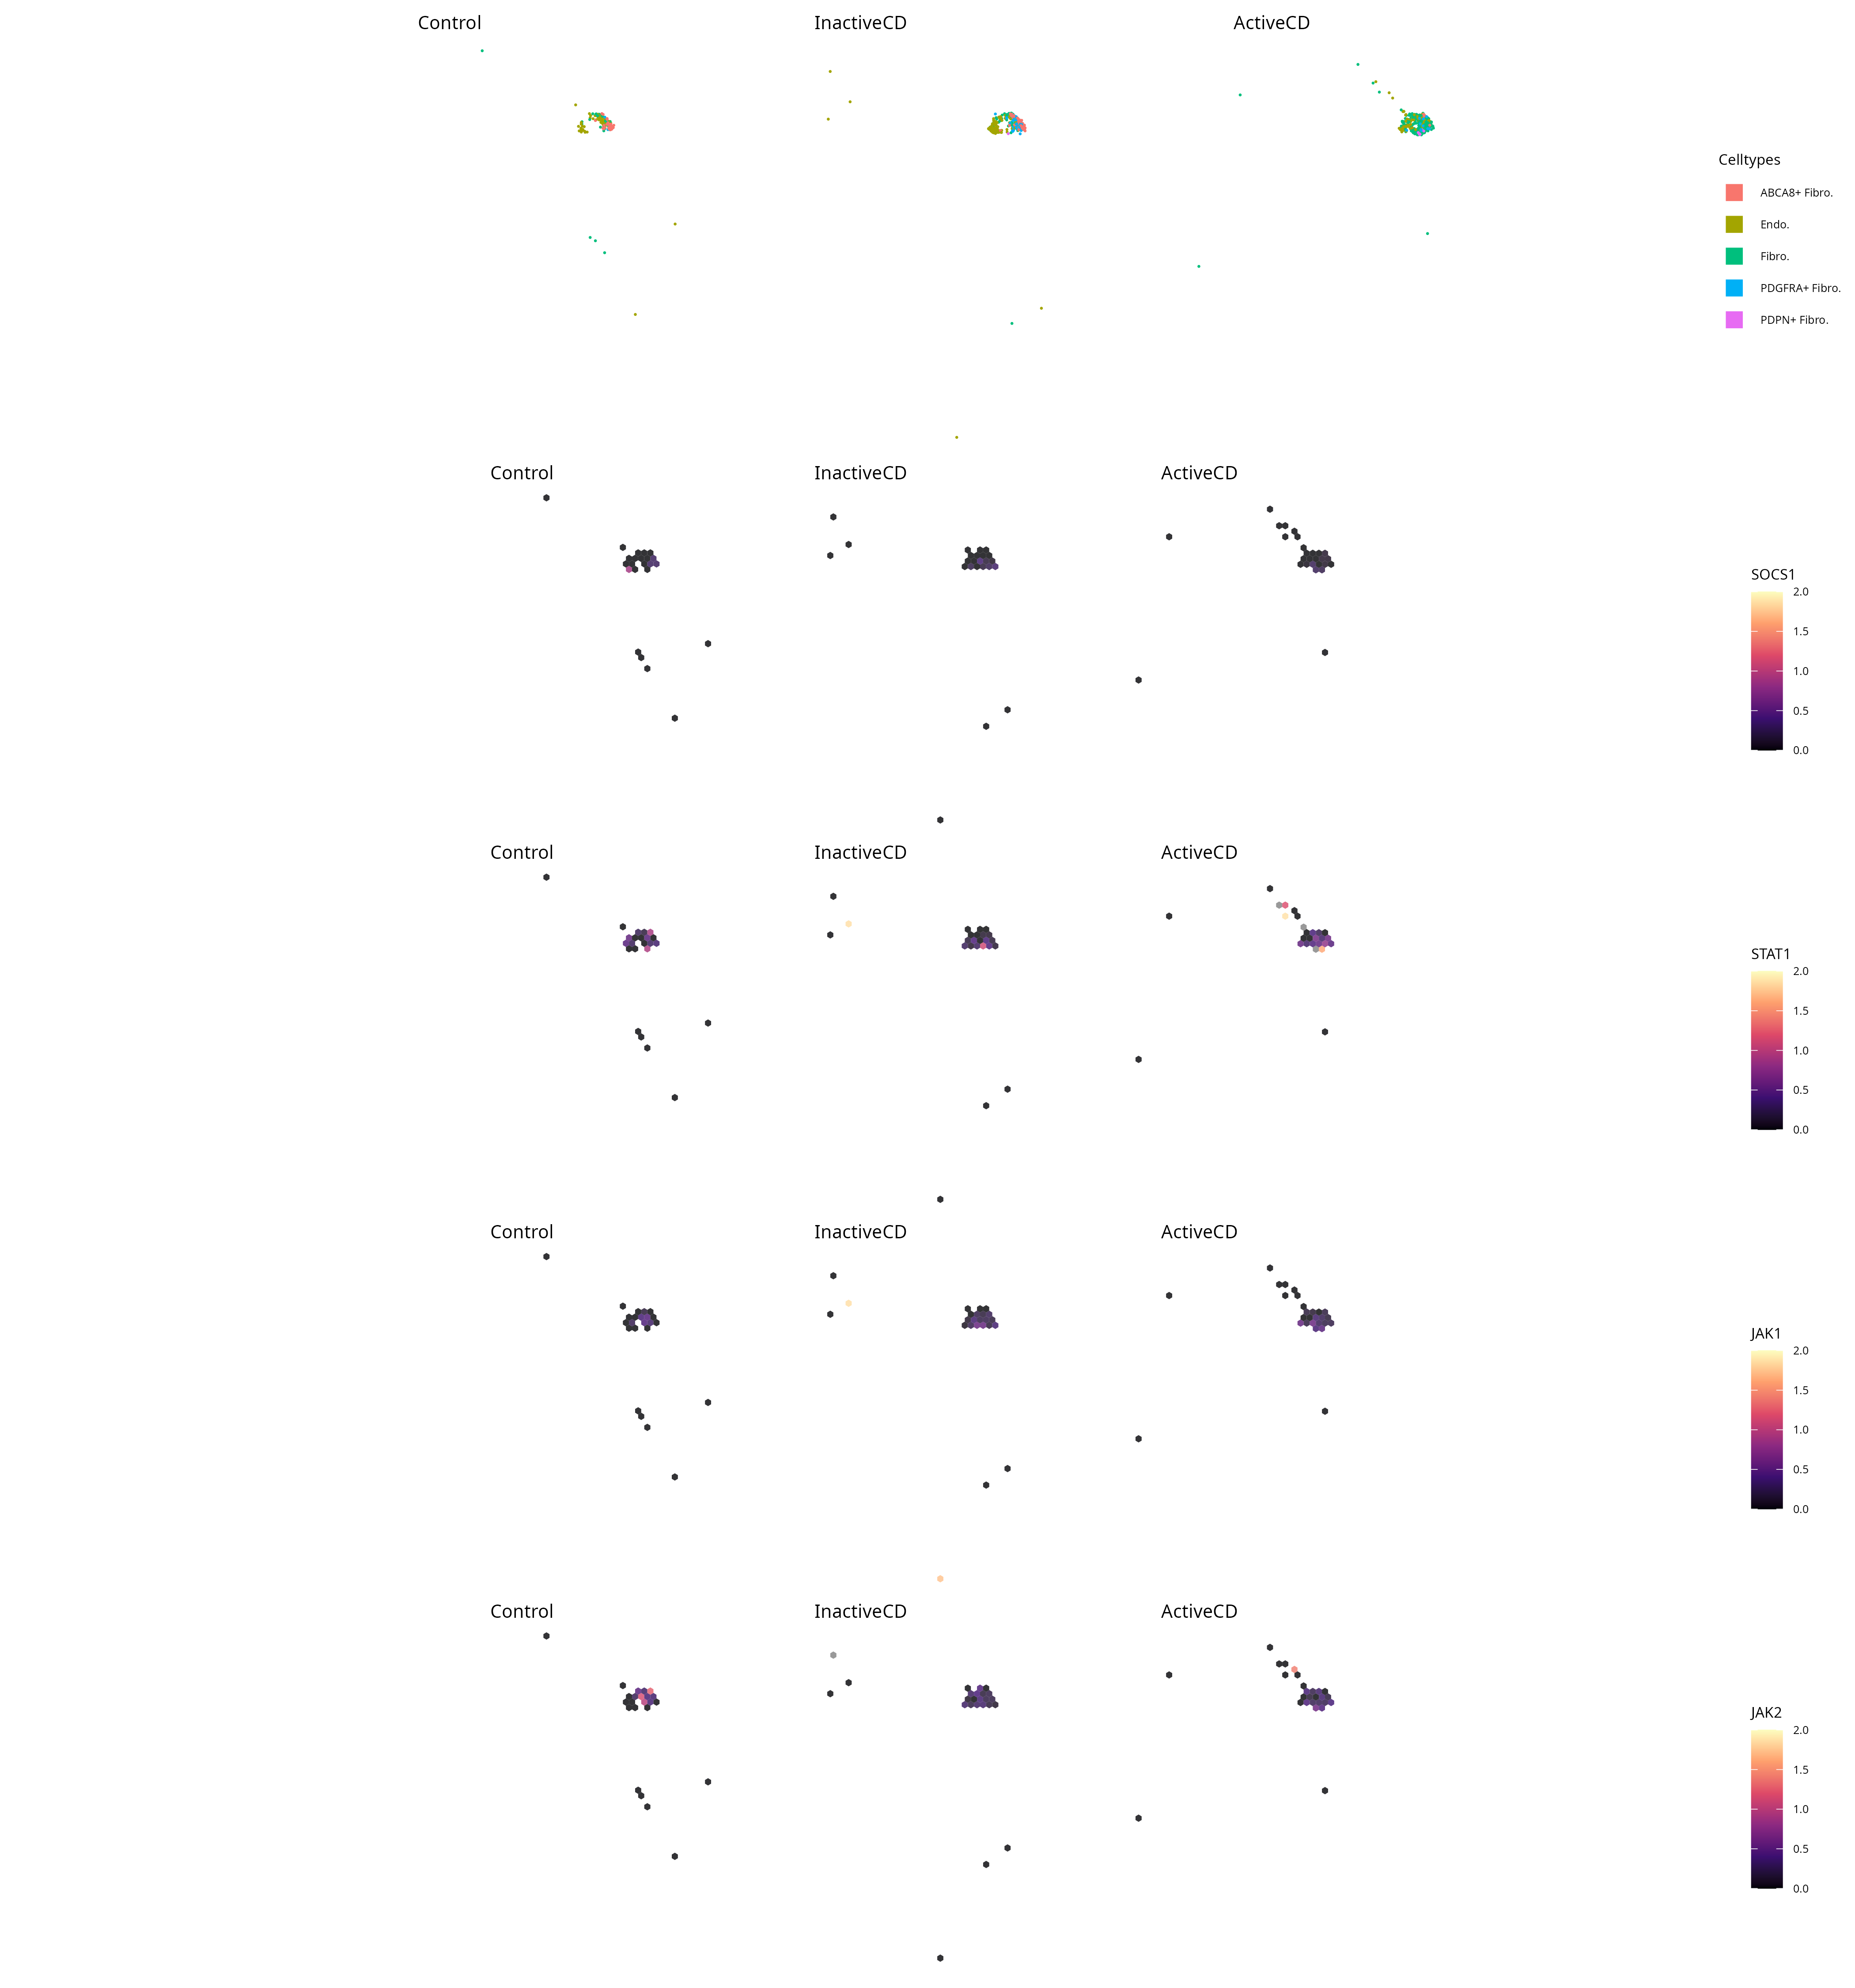 Control InactiveCD ActiveCD
Celltypes
ABCA8+ Fibro.
Endo.
Fibro.
PDGFRA+ Fibro.
PDPN+ Fibro.
Control InactiveCD ActiveCD
SOCS1
2.0
1.5
1.0
0.5
0.0
Control InactiveCD ActiveCD
STAT1
2.0
1.5
1.0
0.5
0.0
Control InactiveCD ActiveCD
JAK1
2.0
1.5
1.0
0.5
0.0
Control InactiveCD ActiveCD
JAK2
2.0
1.5
1.0
0.5
0.0